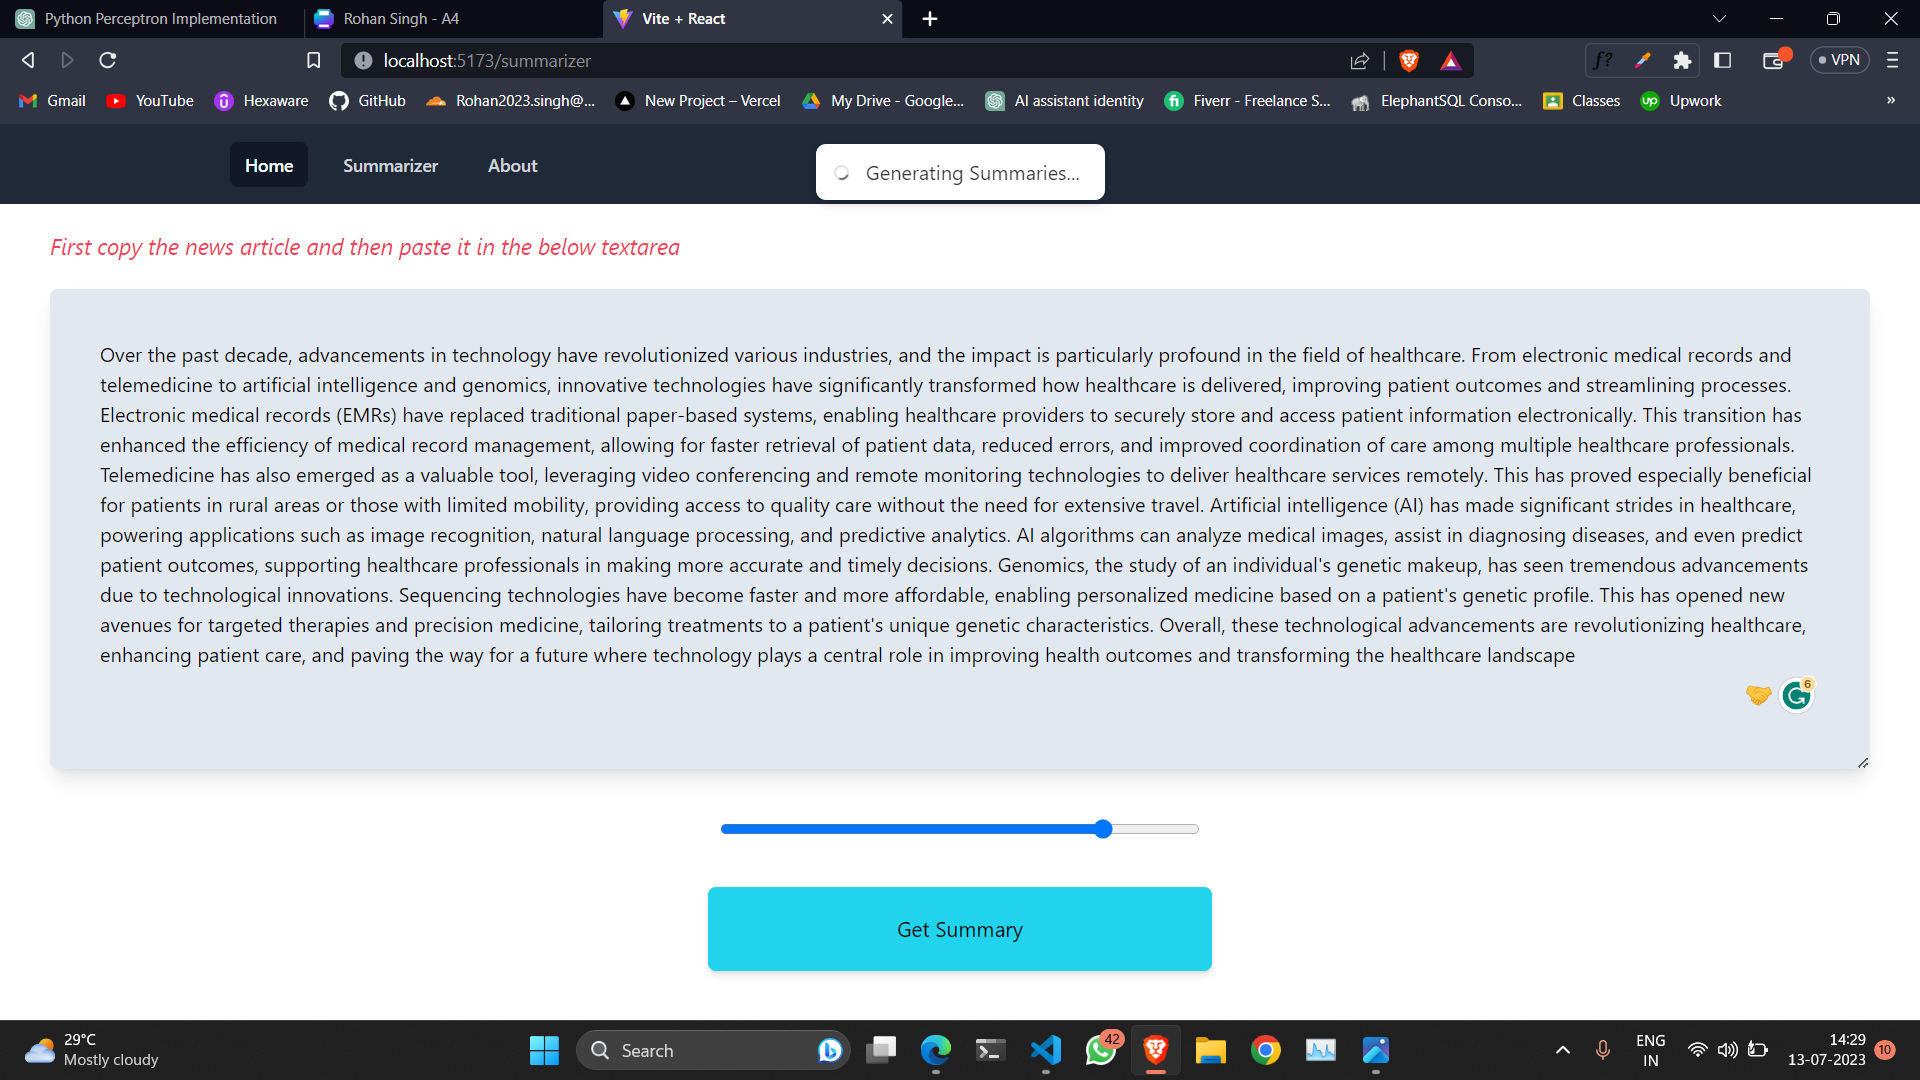 Python Perceptron Implementation
Rohan Singh - A4
Vite + React
localhost:5173/summarizer
f?
VPN
Gmail
YouTube
Hexaware
GitHub
Rohan2023.singh@...
New Project – Vercel
My Drive - Google...
AI assistant identity
Fiverr - Freelance S...
ElephantSQL Conso...
Classes
Upwork
»
Home
Summarizer
About
Generating Summaries...
First copy the news article and then paste it in the below textarea
Over the past decade, advancements in technology have revolutionized various industries, and the impact is particularly profound in the field of healthcare. From electronic medical records and
telemedicine to artificial intelligence and genomics, innovative technologies have significantly transformed how healthcare is delivered, improving patient outcomes and streamlining processes.
Electronic medical records (EMRs) have replaced traditional paper-based systems, enabling healthcare providers to securely store and access patient information electronically. This transition has
enhanced the efficiency of medical record management, allowing for faster retrieval of patient data, reduced errors, and improved coordination of care among multiple healthcare professionals.
Telemedicine has also emerged as a valuable tool, leveraging video conferencing and remote monitoring technologies to deliver healthcare services remotely. This has proved especially beneficial
for patients in rural areas or those with limited mobility, providing access to quality care without the need for extensive travel. Artificial intelligence (AI) has made significant strides in healthcare,
powering applications such as image recognition, natural language processing, and predictive analytics. AI algorithms can analyze medical images, assist in diagnosing diseases, and even predict
patient outcomes, supporting healthcare professionals in making more accurate and timely decisions. Genomics, the study of an individual's genetic makeup, has seen tremendous advancements
due to technological innovations. Sequencing technologies have become faster and more affordable, enabling personalized medicine based on a patient's genetic profile. This has opened new
avenues for targeted therapies and precision medicine, tailoring treatments to a patient's unique genetic characteristics. Overall, these technological advancements are revolutionizing healthcare,
enhancing patient care, and paving the way for a future where technology plays a central role in improving health outcomes and transforming the healthcare landscape
6
Get Summary
29°C
Mostly cloudy
Search
42
ENG
IN
14:29
13-07-2023
10